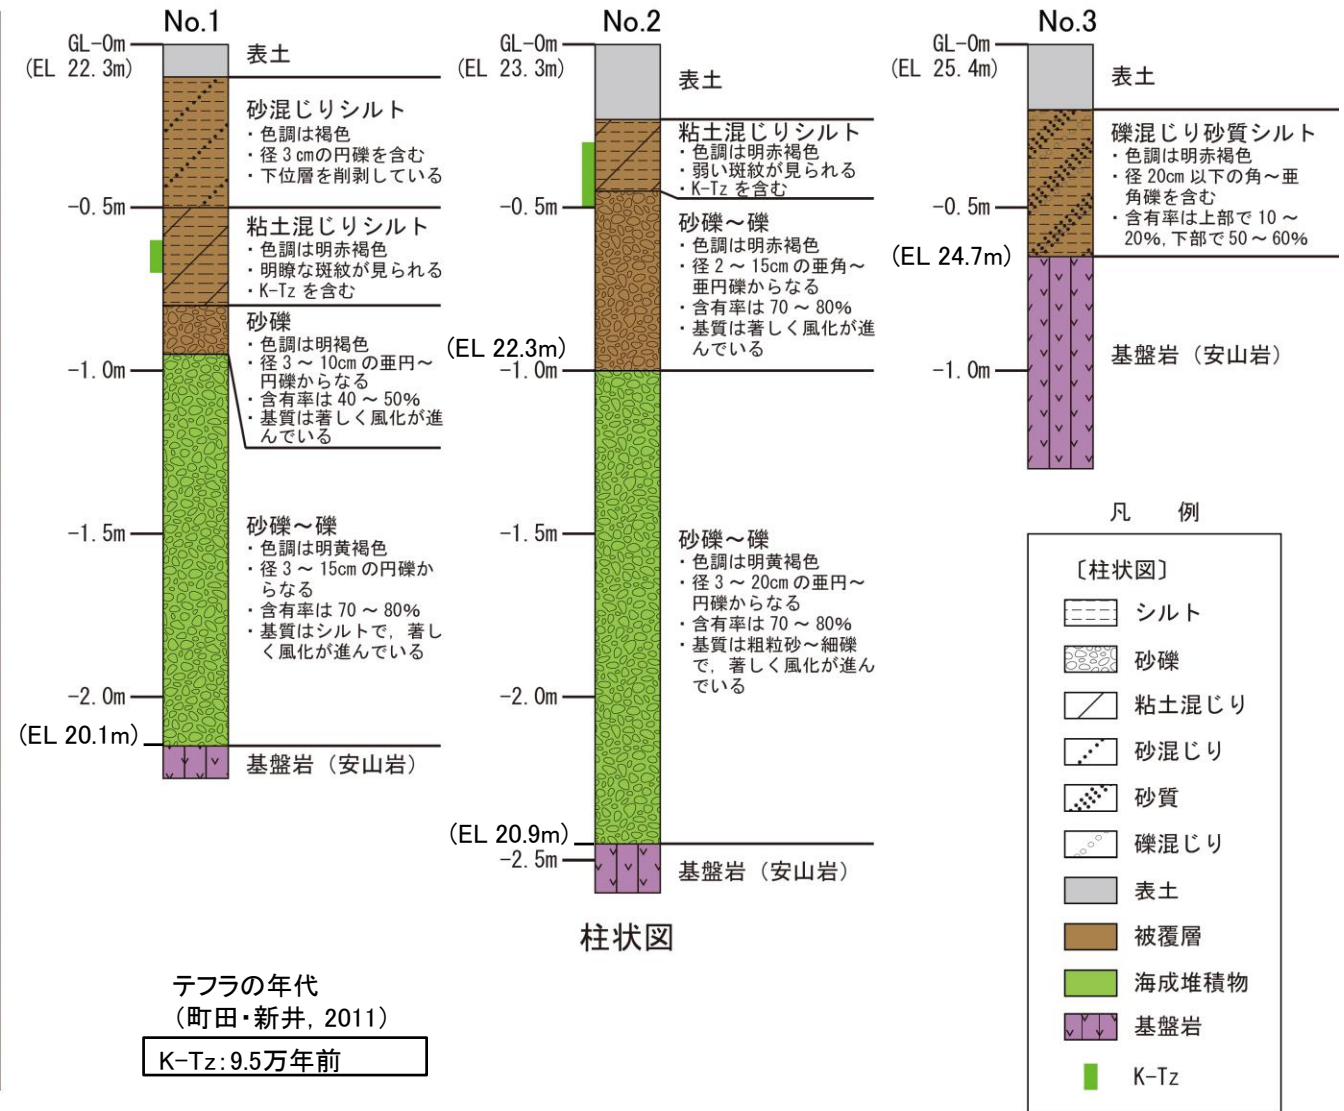 No.1
GL-0m
(EL 22.3m)
表土
砂混じりシルト
・色調は褐色
・径3cmの円礫を含む
・下位層を削剥している
-0.5m
粘土混じりシルト
・色調は明赤褐色
・明瞭な斑紋が見られる
・K-Tz を含む
砂礫
・色調は明褐色
・径 3 ～ 10cm の亜円～
円礫からなる
・含有率は 40 ～ 50%
・基質は著しく風化が進
んでいる
-1.0m
-1.5m
砂礫～礫
・色調は明黄褐色
・径 3 ～ 15cm の円礫か
らなる
・含有率は 70 ～ 80%
・基質はシルトで，著し
く風化が進んでいる
-2.0m
(EL 20.1m)
基盤岩（安山岩）
No.2
GL-0m
(EL 23.3m)
表土
粘土混じりシルト
・色調は明赤褐色
・弱い斑紋が見られる
・K-Tz を含む
-0.5m
砂礫～礫
・色調は明赤褐色
・径 2 ～ 15cm の亜角～
亜円礫からなる
・含有率は 70 ～ 80%
・基質は著しく風化が進
んでいる
(EL 22.3m)
-1.0m
-1.5m
砂礫～礫
・色調は明黄褐色
・径 3 ～ 20cm の亜円～
円礫からなる
・含有率は 70 ～ 80%
・基質は粗粒砂～細礫
で，著しく風化が進ん
でいる
-2.0m
(EL 20.9m)
-2.5m
基盤岩（安山岩）
No.3
GL-0m
(EL 25.4m)
表土
礫混じり砂質シルト
・色調は明赤褐色
・径 20cm 以下の角～亜
角礫を含む
・含有率は上部で 10 ～
20%, 下部で 50 ～ 60%
-0.5m
(EL 24.7m)
-1.0m
基盤岩（安山岩）
柱状図
テフラの年代
（町田・新井, 2011）
K-Tz：9.5万年前
凡 例
〔柱状図〕
シルト
砂礫
粘土混じり
砂混じり
砂質
礫混じり
表土
被覆層
海成堆積物
基盤岩
K-Tz